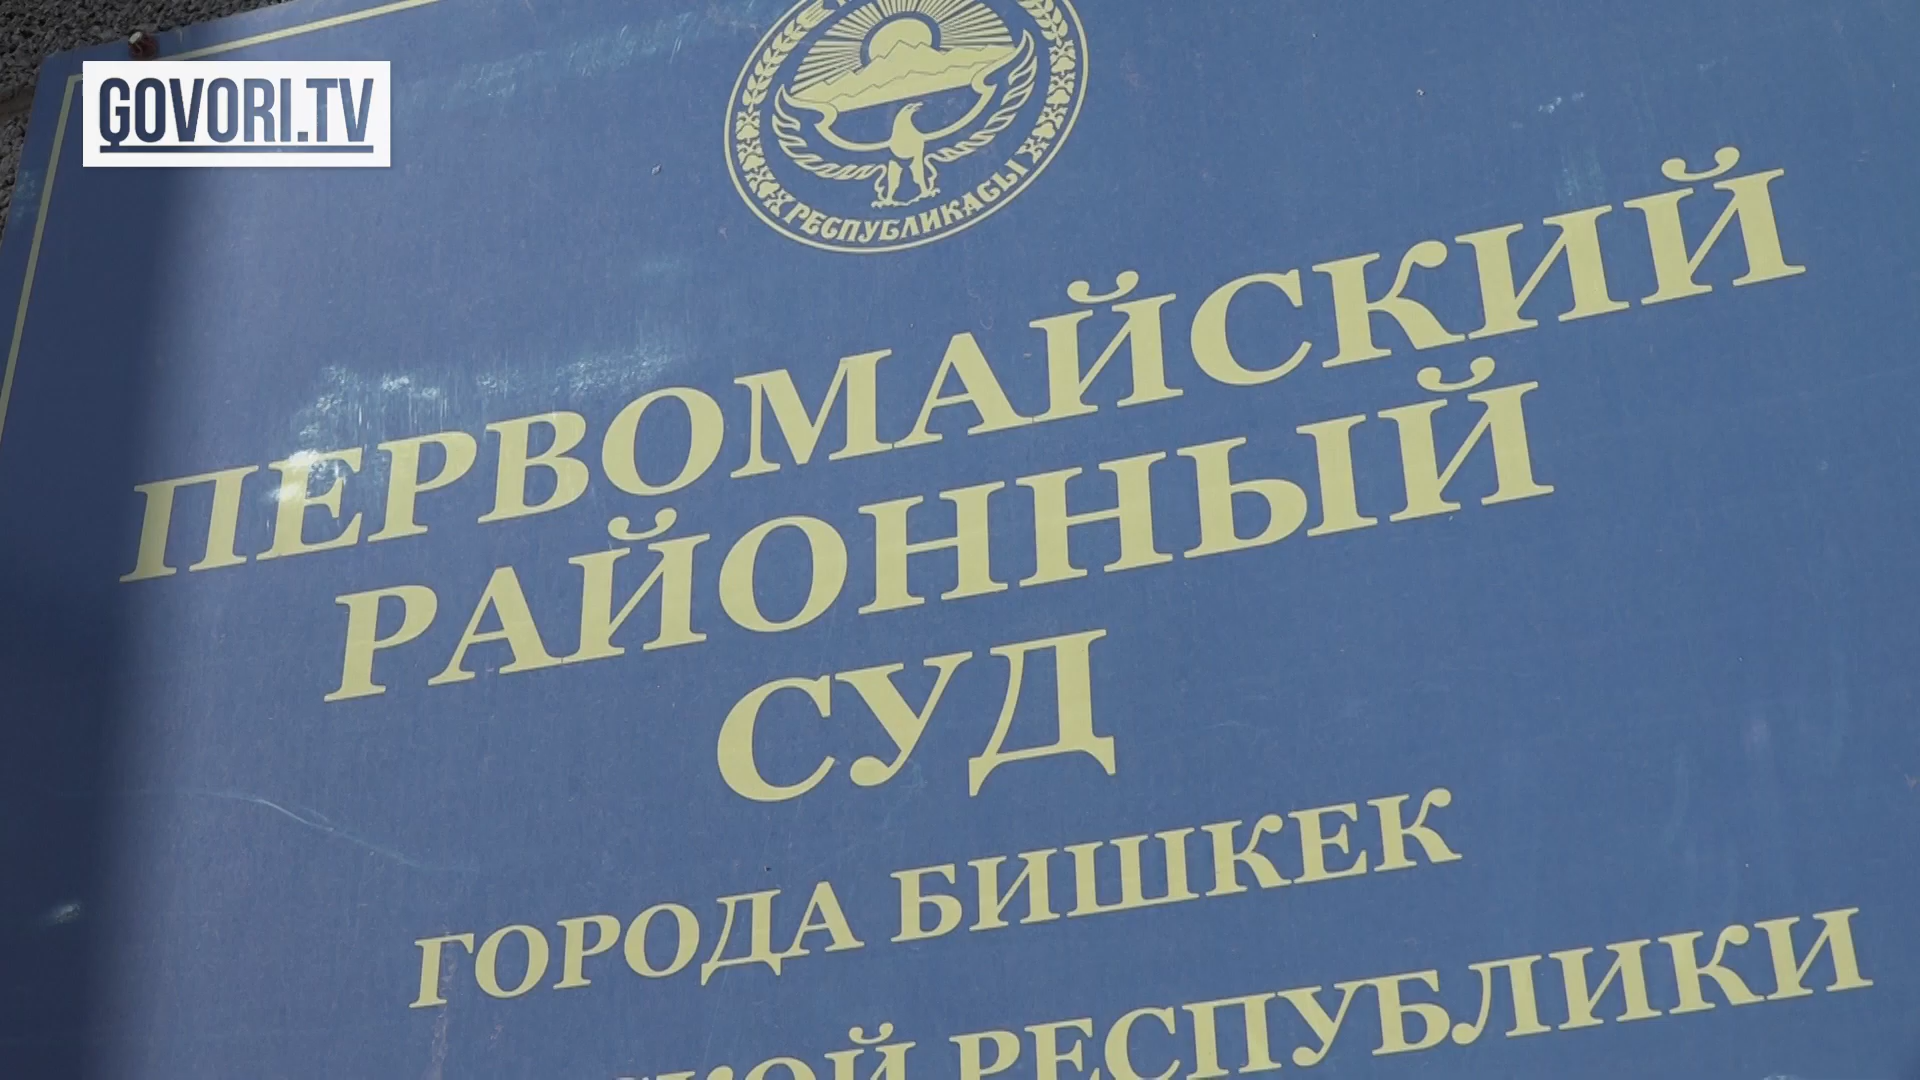 GOVORI.TV
РЕСПУБЛИКАСЫ
ПЕРВОМАЙСКИЙ
РАЙОННЫЙ
СУД
ГОРОДА БИШКЕК
РЕСПУБЛИКИ